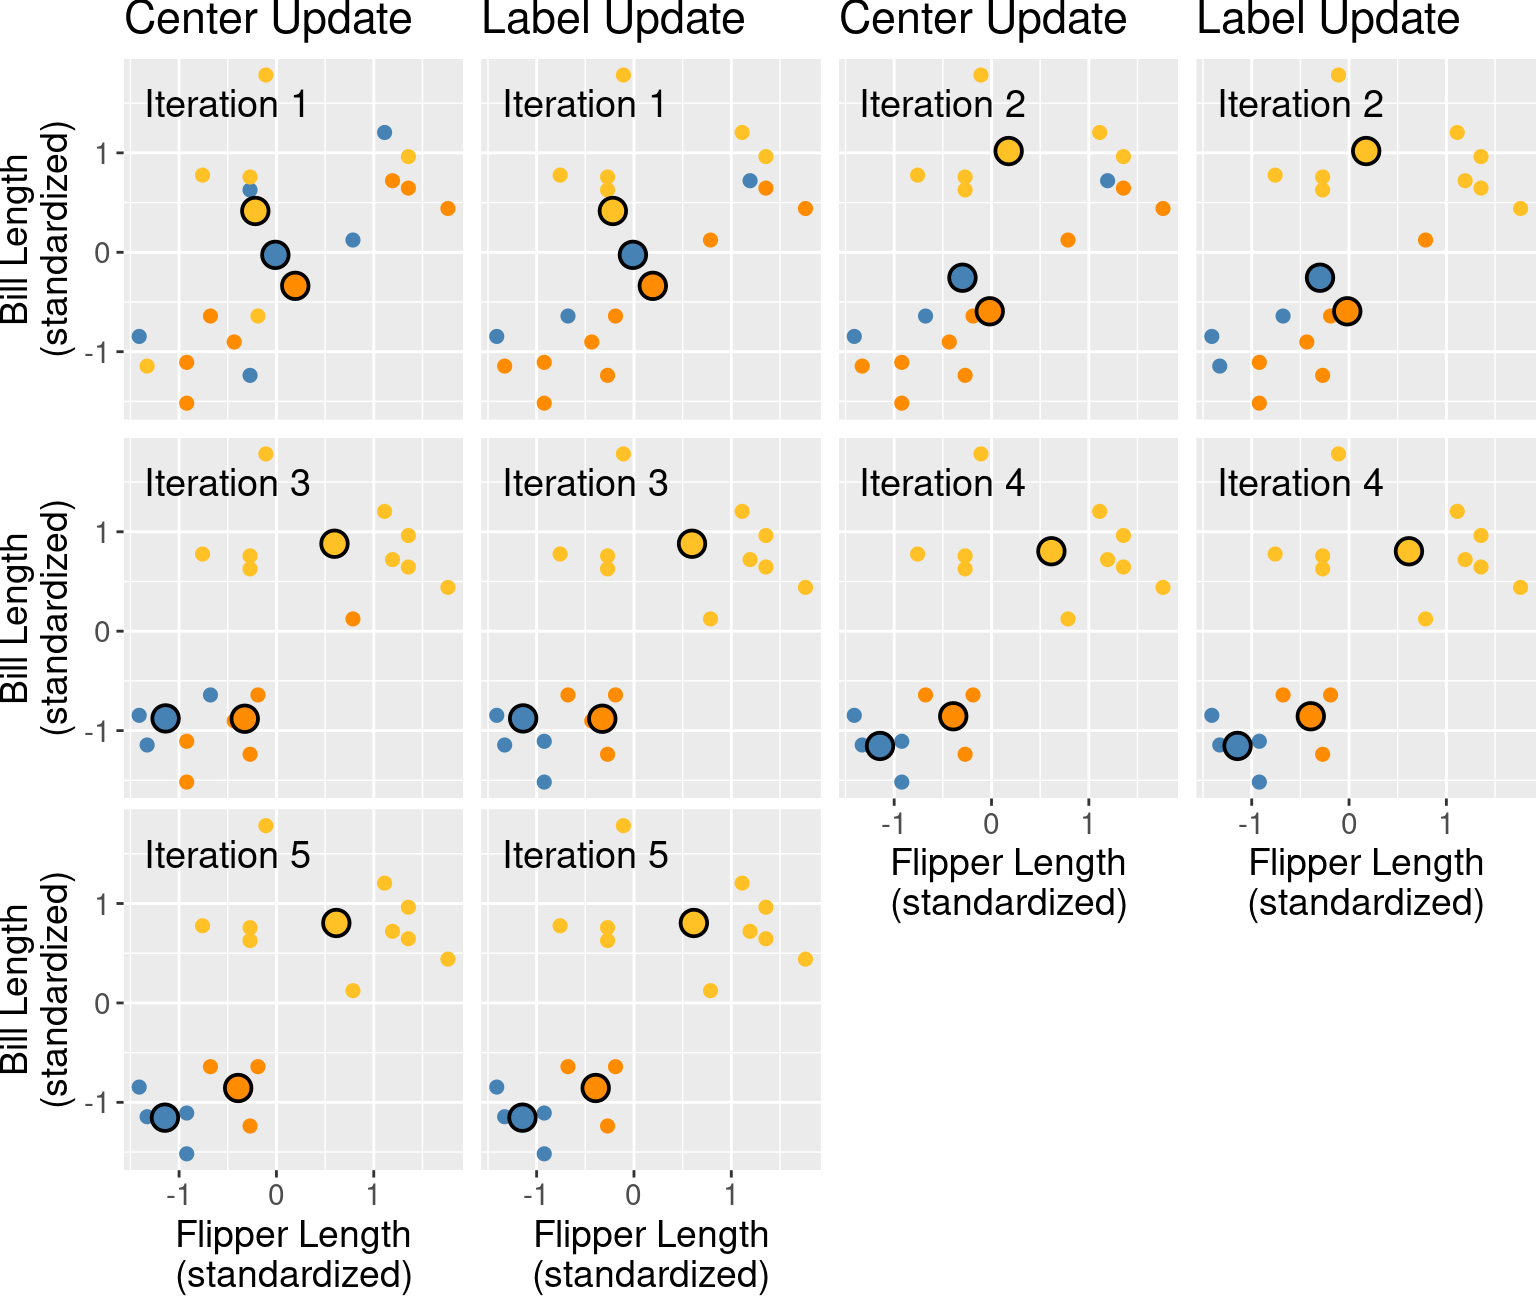 Center Update
Label Update
Center Update
Label Update
Bill Length
(standardized)
1
0
-1
Iteration 1
Iteration 1
Iteration 2
Iteration 2
Bill Length
(standardized)
1
0
-1
Iteration 3
Iteration 3
Iteration 4
Iteration 4
-1 0 1
Flipper Length
(standardized)
-1 0 1
Flipper Length
(standardized)
Bill Length
(standardized)
1
0
-1
Iteration 5
Iteration 5
-1 0 1
Flipper Length
(standardized)
-1 0 1
Flipper Length
(standardized)